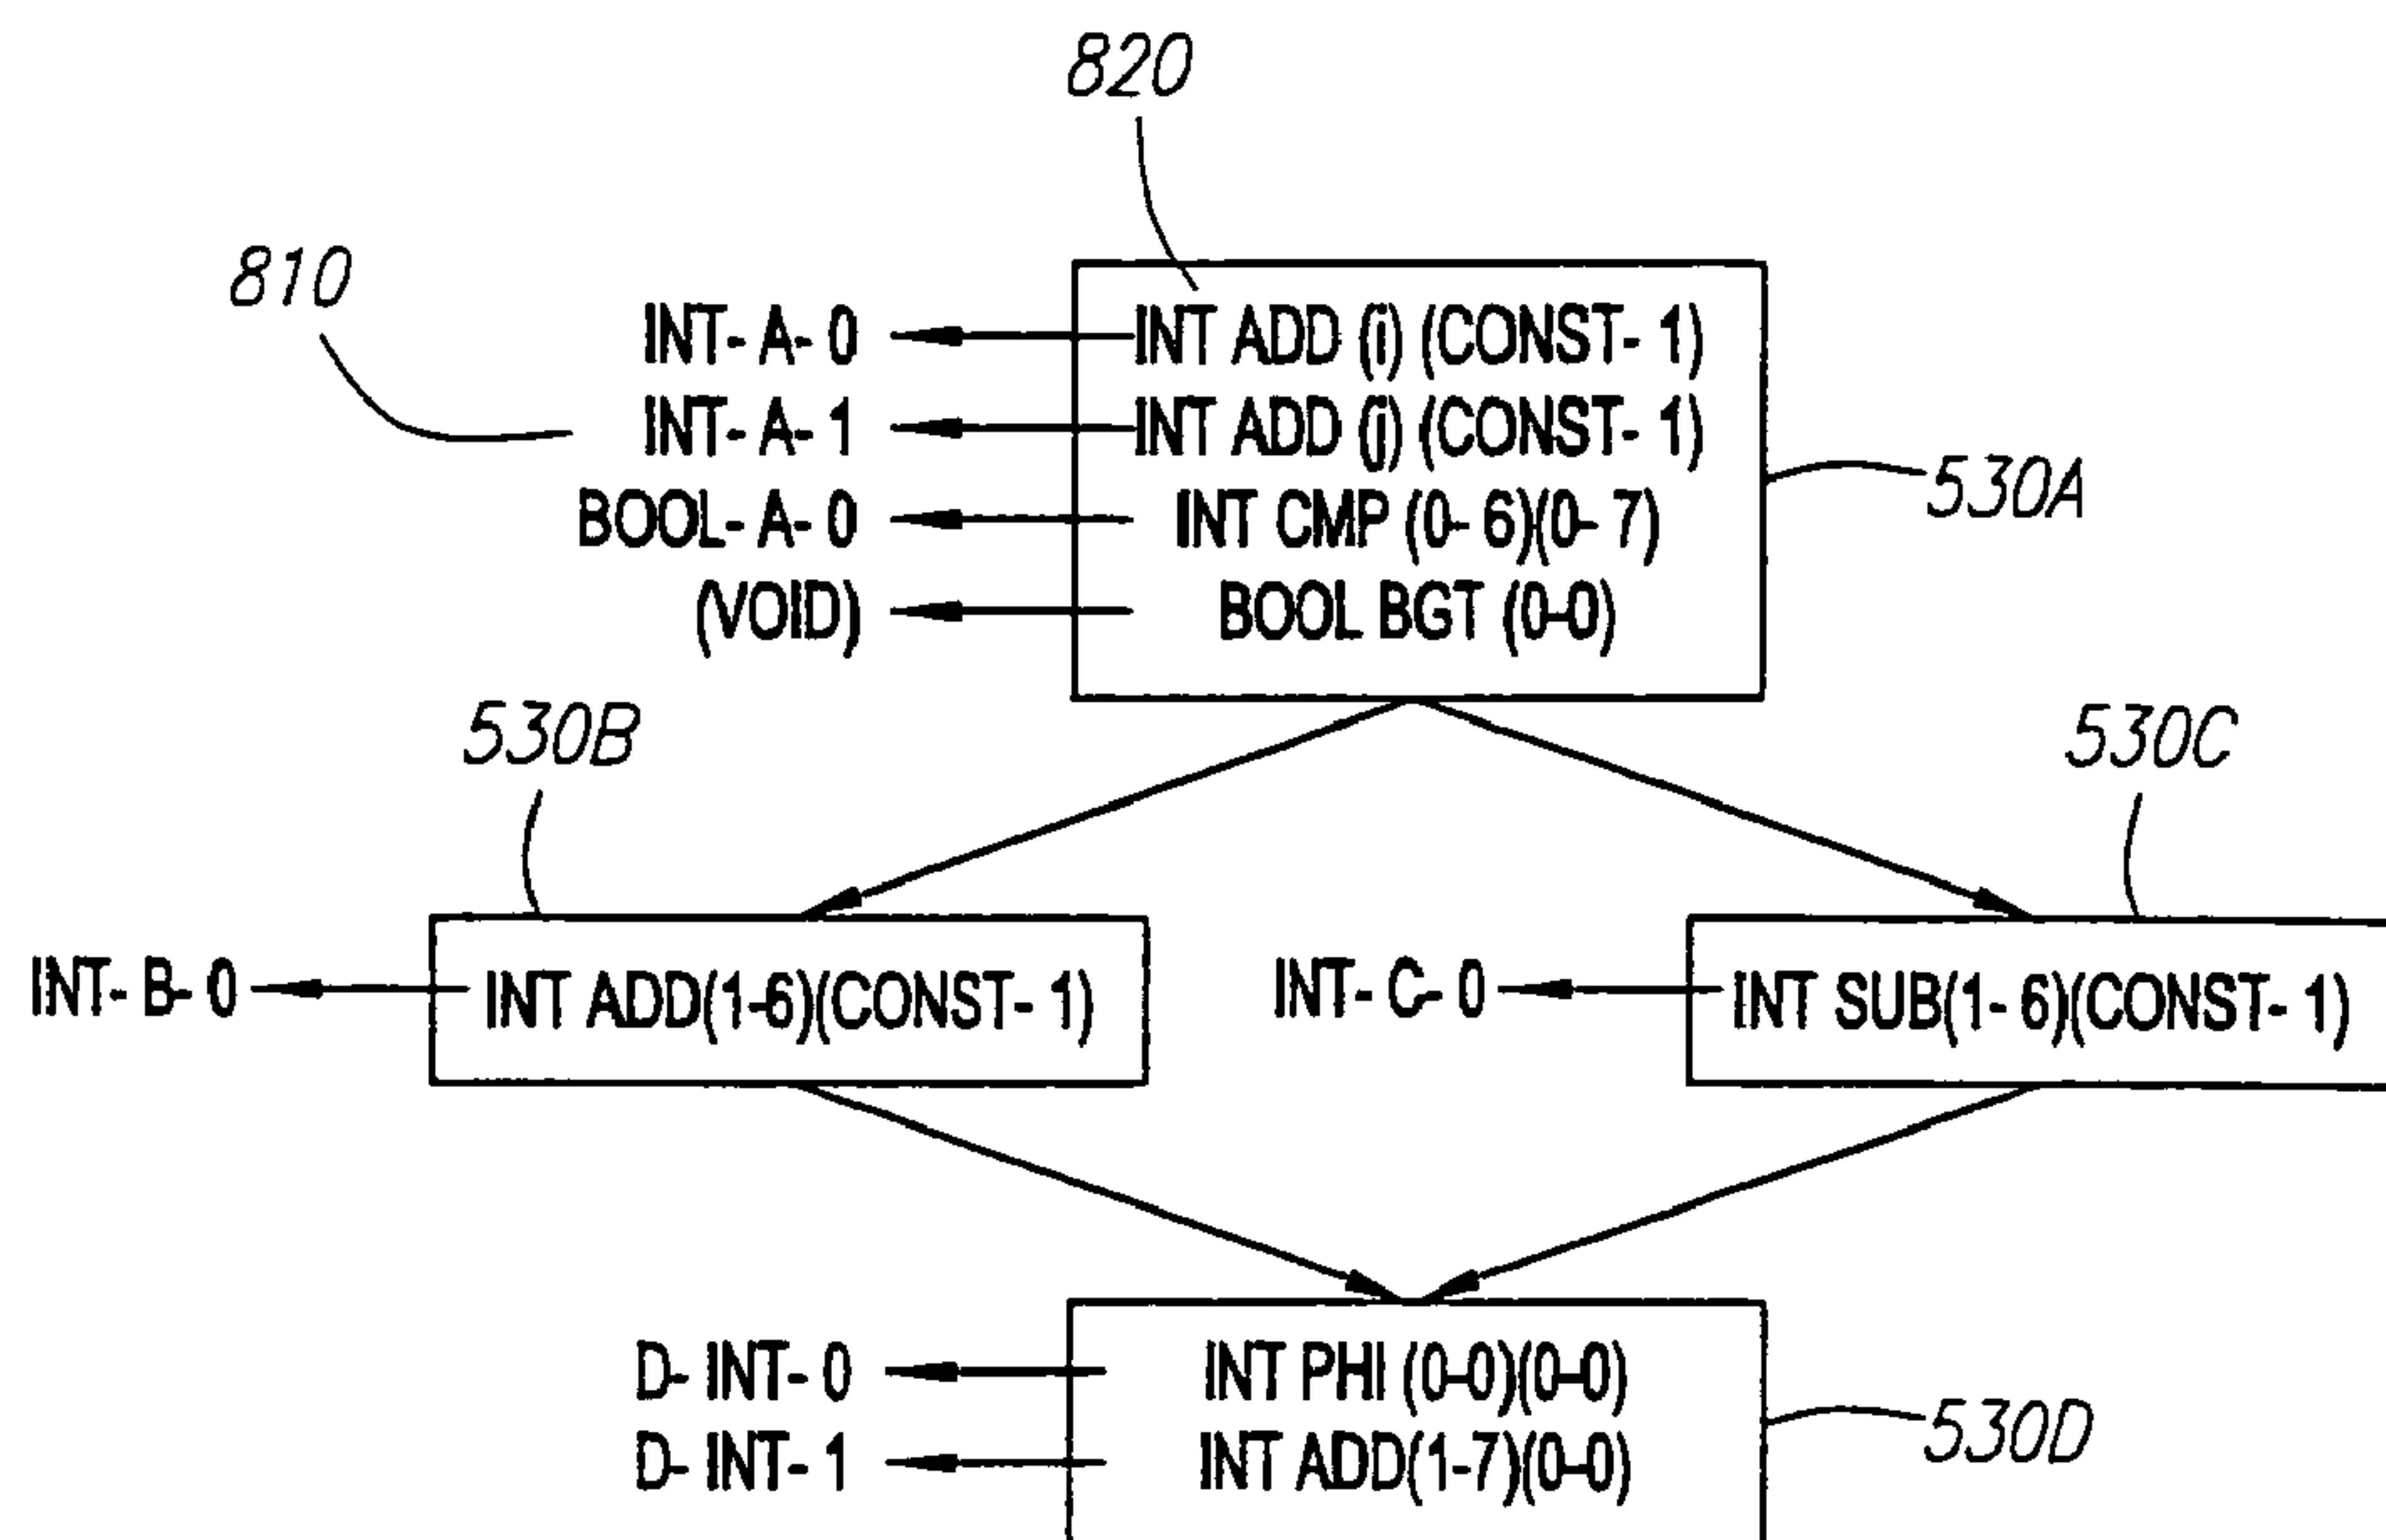 820
810
INT- A- 0 INT ADD (i) (CONST- 1)
INT- A- 1 INT ADD (j) (CONST- 1)
BOOL- A- 0 INT CMP (0- 6)(0- 7)
530A
(VOID) BOOL BGT (0-0)
530B 530C
INT- B- 0 INT ADD(1-6)(CONST- 1) INT- C- 0 INT SUB(1- 6)(CONST- 1)
D- INT- 0 INT PHI (0-0)(0-0)
530D
D- INT- 1 INT ADD(1-7)(0-0)